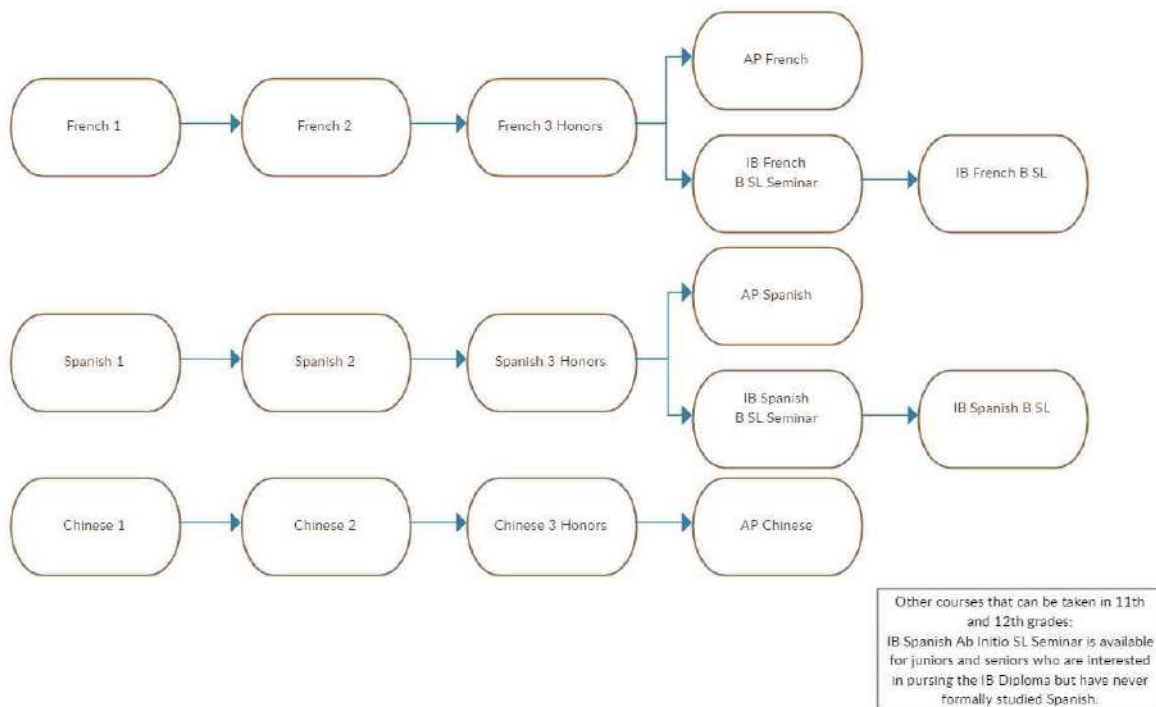 AP French
French 1
French 2
French 3 Honors
IB French
B SL Seminar
IB French B SL
AP Spanish
Spanish 1
Spanish 2
Spanish 3 Honors
IB Spanish
B SL Seminar
IB Spanish B SL
Chinese 1
Chinese 2
Chinese 3 Honors
AP Chinese
Other courses that can be taken in 11th
and 12th grades:
IB Spanish Ab Initio SL Seminar is available
for juniors and seniors who are interested
in pursing the IB Diploma but have never
formally studied Spanish.